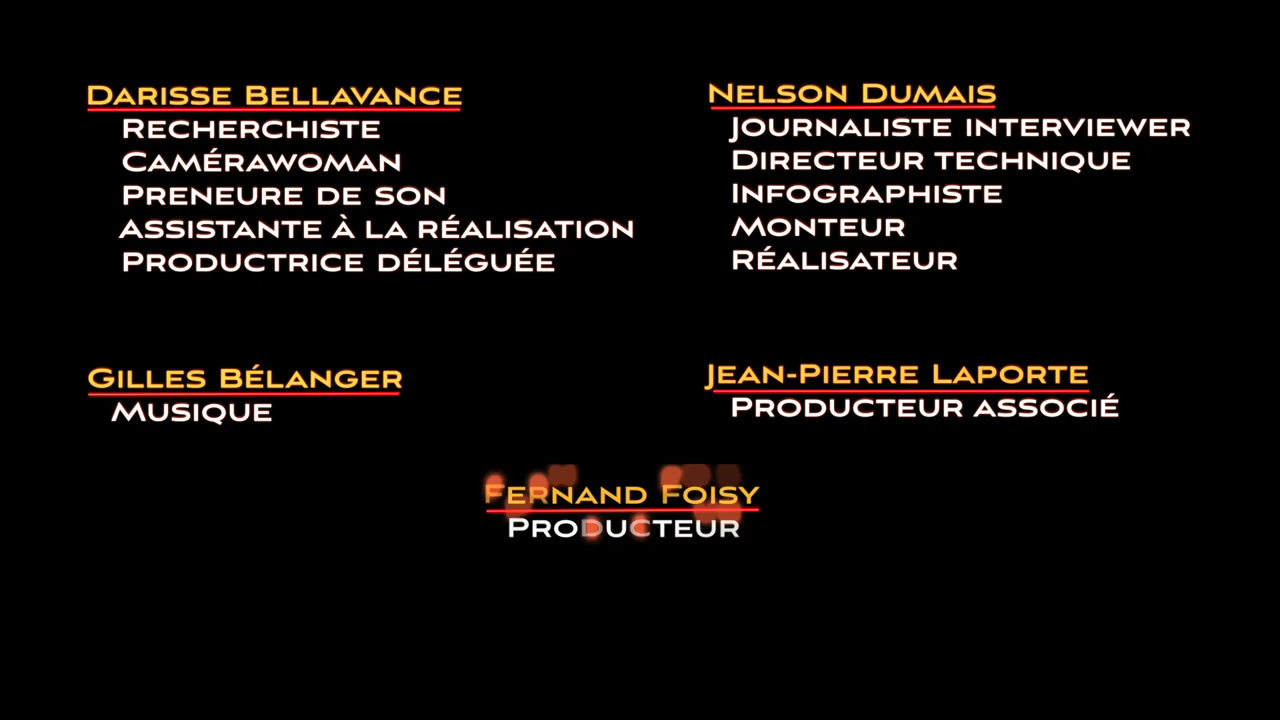 Darisse Bellavance
Recherchiste
Camérawoman
Preneure de son
Assistante à la réalisation
Productrice déléguée
Nelson Dumais
Journaliste interviewer
Directeur technique
Infographiste
Monteur
Réalisateur
Gilles Bélanger
Musique
Jean-Pierre Laporte
Producteur associé
Fernand Foisy
Producteur